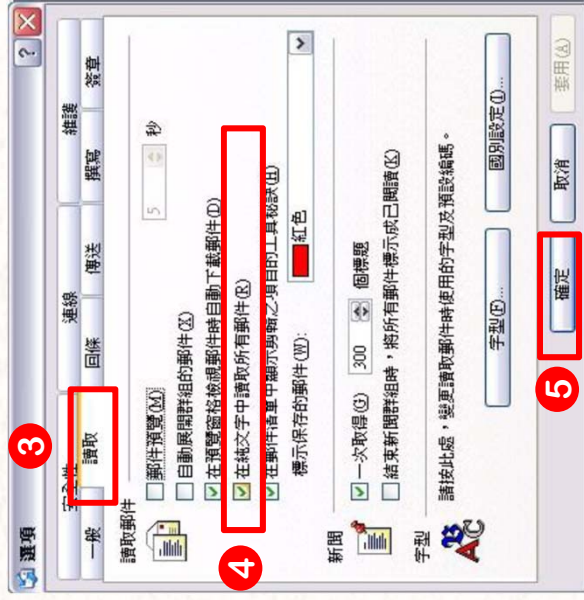 選項
③
安全性 連線 維護
一般 讀取 回條 傳送 撰寫 簽章
讀取郵件
郵件預覽(M) 5 秒
自動展開群組的郵件(X)
在預覽窗格檢視郵件時自動下載郵件(D)
④
在純文字中讀取所有郵件(R)
在郵件清單中顯示剪輯之項目的工具秘訣(H)
標示保存的郵件(W): 紅色
新聞
一次取得(G) 300 個標題
結束新聞群組時，將所有郵件標示成已閱讀(K)
字型
請按此處，變更讀取郵件時使用的字型及預設編碼。
字型(F)... 國別設定(I)...
⑤
確定 取消 套用(A)